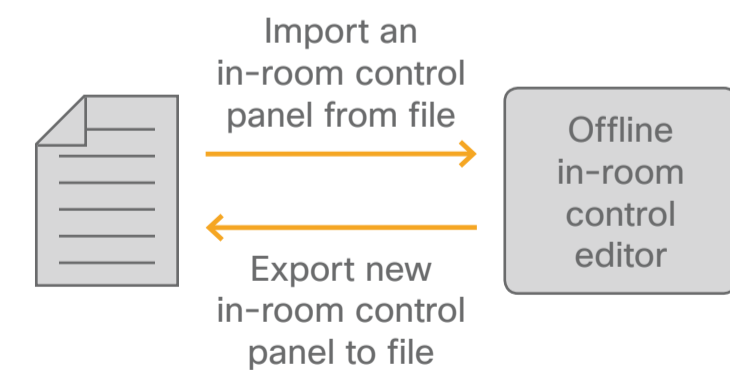 Import an
in-room control
panel from file
Offline
in-room
control
editor
Export new
in-room control
panel to file